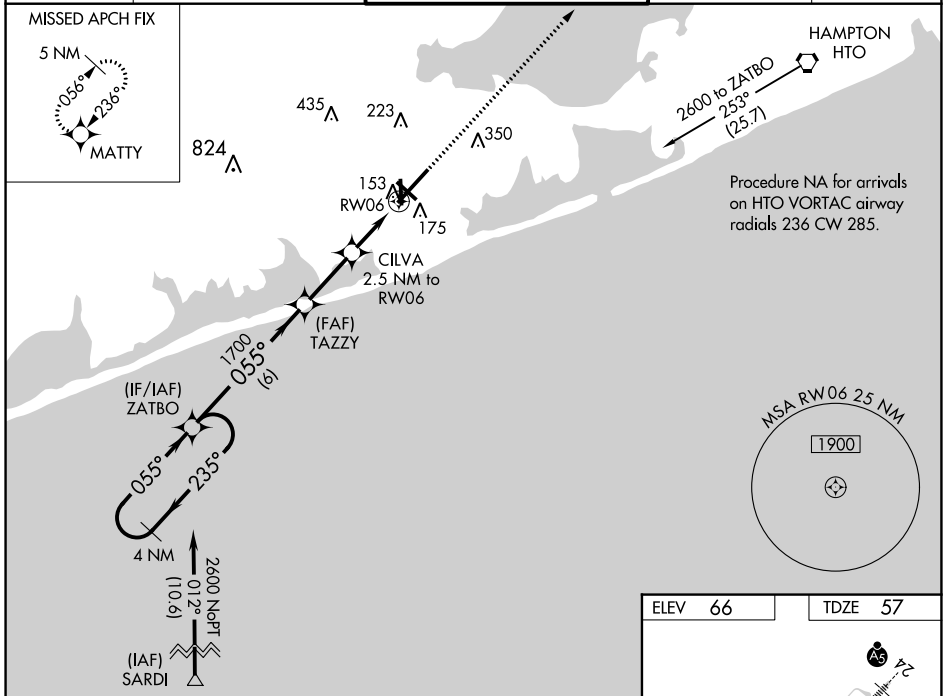 MISSED APCH FIX
5 NM
056°
236°
MATTY
824
435
223
350
153
RW06
175
HAMPTON
HTO
2600 to ZATBO
253°
(25.7)
Procedure NA for arrivals
on HTO VORTAC airway
radials 236 CW 285.
CILVA
2.5 NM to
RW06
(FAF)
TAZZY
1700
055°
(6)
(IF/IAF)
ZATBO
055°
235°
4 NM
2600 NoPT
012°
(10.6)
(IAF)
SARDI
MSA RW06 25 NM
1900
ELEV 66
TDZE 57
A5
24